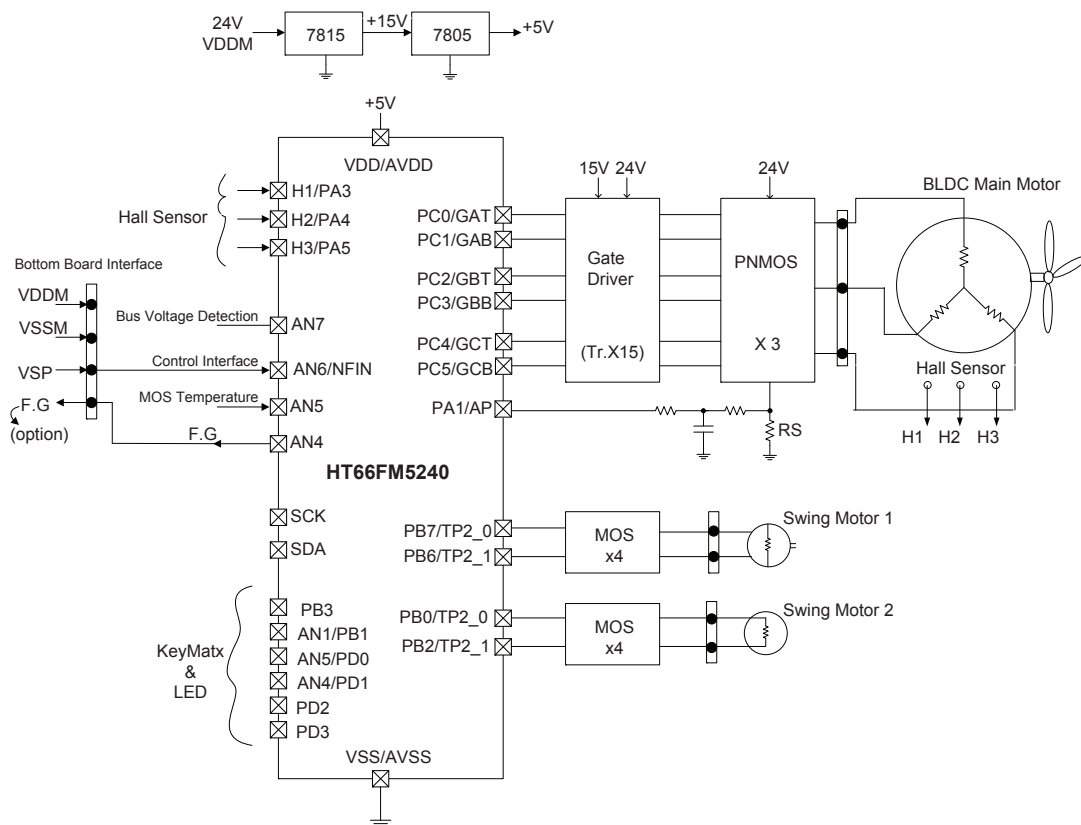 24V
VDDM
7815
+15V
7805
+5V
+5V
VDD/AVDD
H1/PA3
H2/PA4
H3/PA5
Hall Sensor
Bottom Board Interface
VDDM
VSSM
VSP
F.G
(option)
Bus Voltage Detection
AN7
Control Interface
AN6/NFIN
MOS Temperature
AN5
F.G
AN4
HT66FM5240
SCK
SDA
KeyMatx
&
LED
PB3
AN1/PB1
AN5/PD0
AN4/PD1
PD2
PD3
VSS/AVSS
PC0/GAT
PC1/GAB
PC2/GBT
PC3/GBB
PC4/GCT
PC5/GCB
PA1/AP
15V 24V
Gate
Driver
(Tr.X15)
24V
PNMOS
X 3
RS
BLDC Main Motor
Hall Sensor
H1 H2 H3
PB7/TP2_0
PB6/TP2_1
MOS
x4
Swing Motor 1
PB0/TP2_0
PB2/TP2_1
MOS
x4
Swing Motor 2